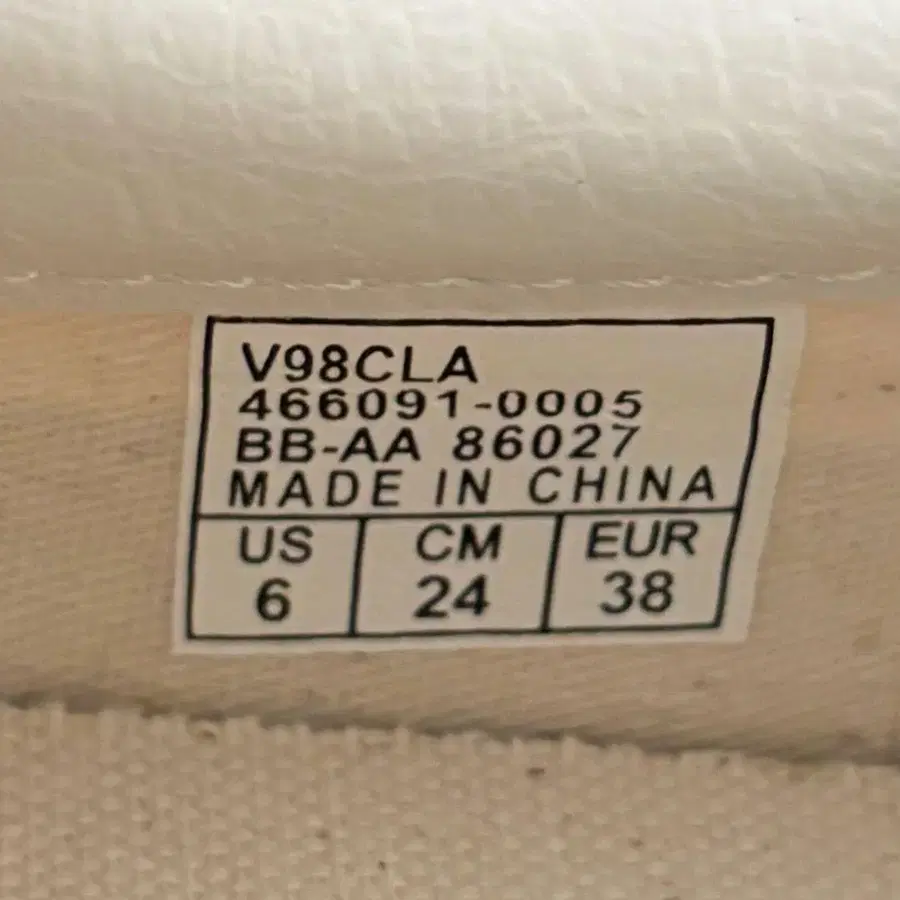 V98CLA
466091-0005
BB-AA 86027
MADE IN CHINA
US CM EUR
6 24 38